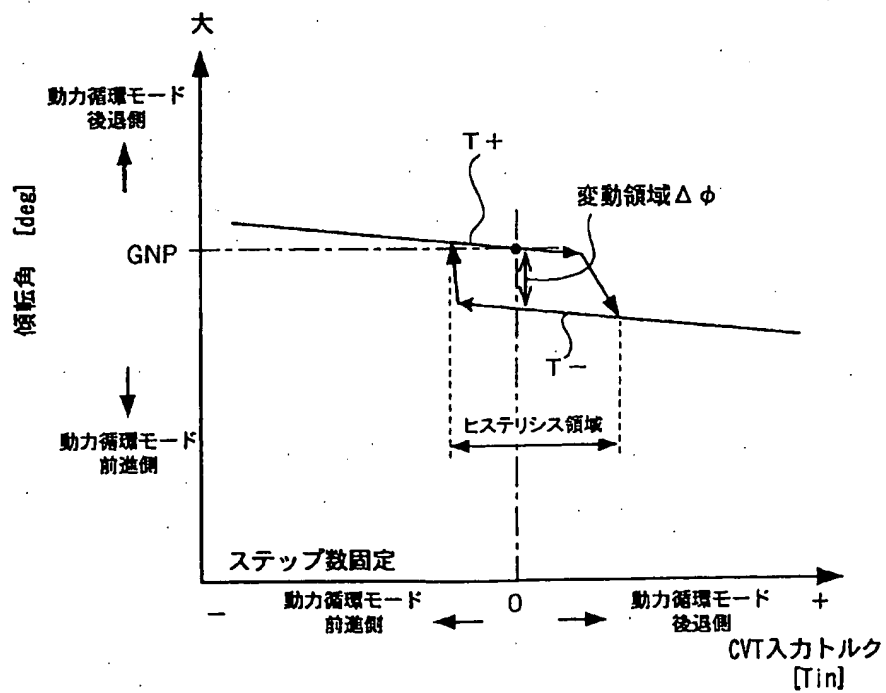 大
動力循環モード
後退側
T+
変動領域Δφ
傾転角 [deg]
GNP
T−
ヒステリシス領域
動力循環モード
前進側
ステップ数固定
−
動力循環モード
前進側
0
動力循環モード
後退側
+
CVT入力トルク
[Tin]